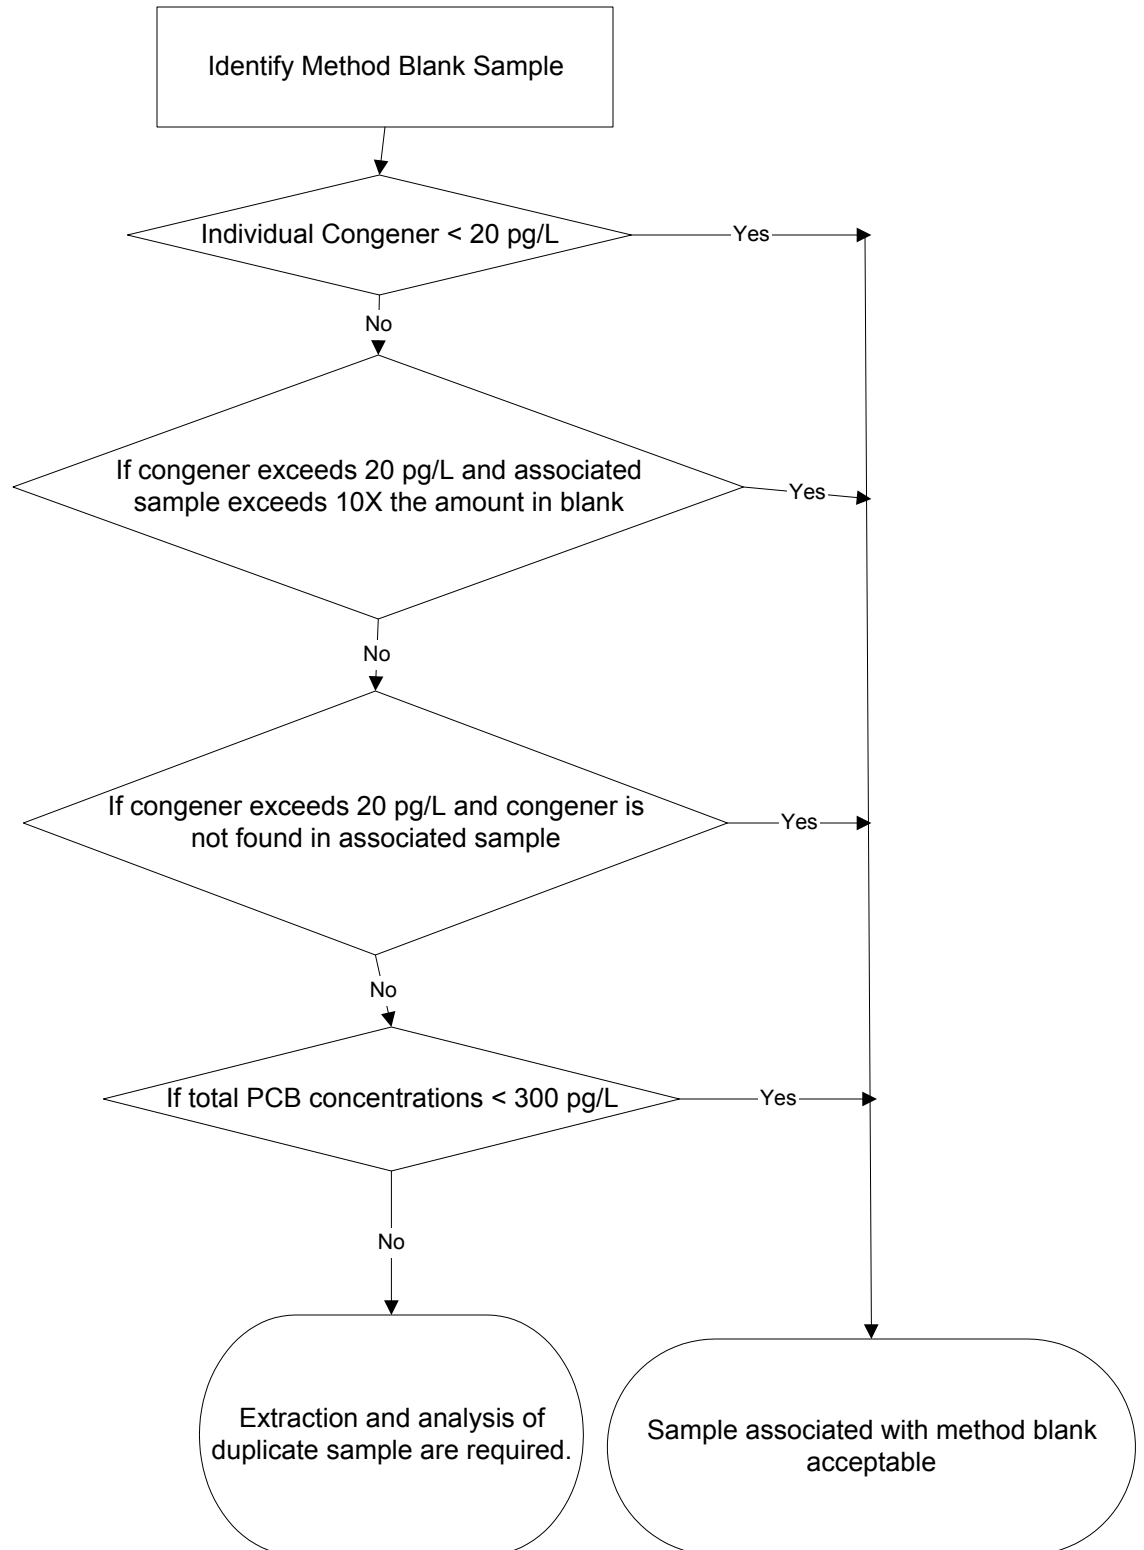 Identify Method Blank Sample
Individual Congener < 20 pg/L
Yes
No
If congener exceeds 20 pg/L and associated
sample exceeds 10X the amount in blank
Yes
No
If congener exceeds 20 pg/L and congener is
not found in associated sample
Yes
No
If total PCB concentrations < 300 pg/L
Yes
No
Extraction and analysis of
duplicate sample are required.
Sample associated with method blank
acceptable